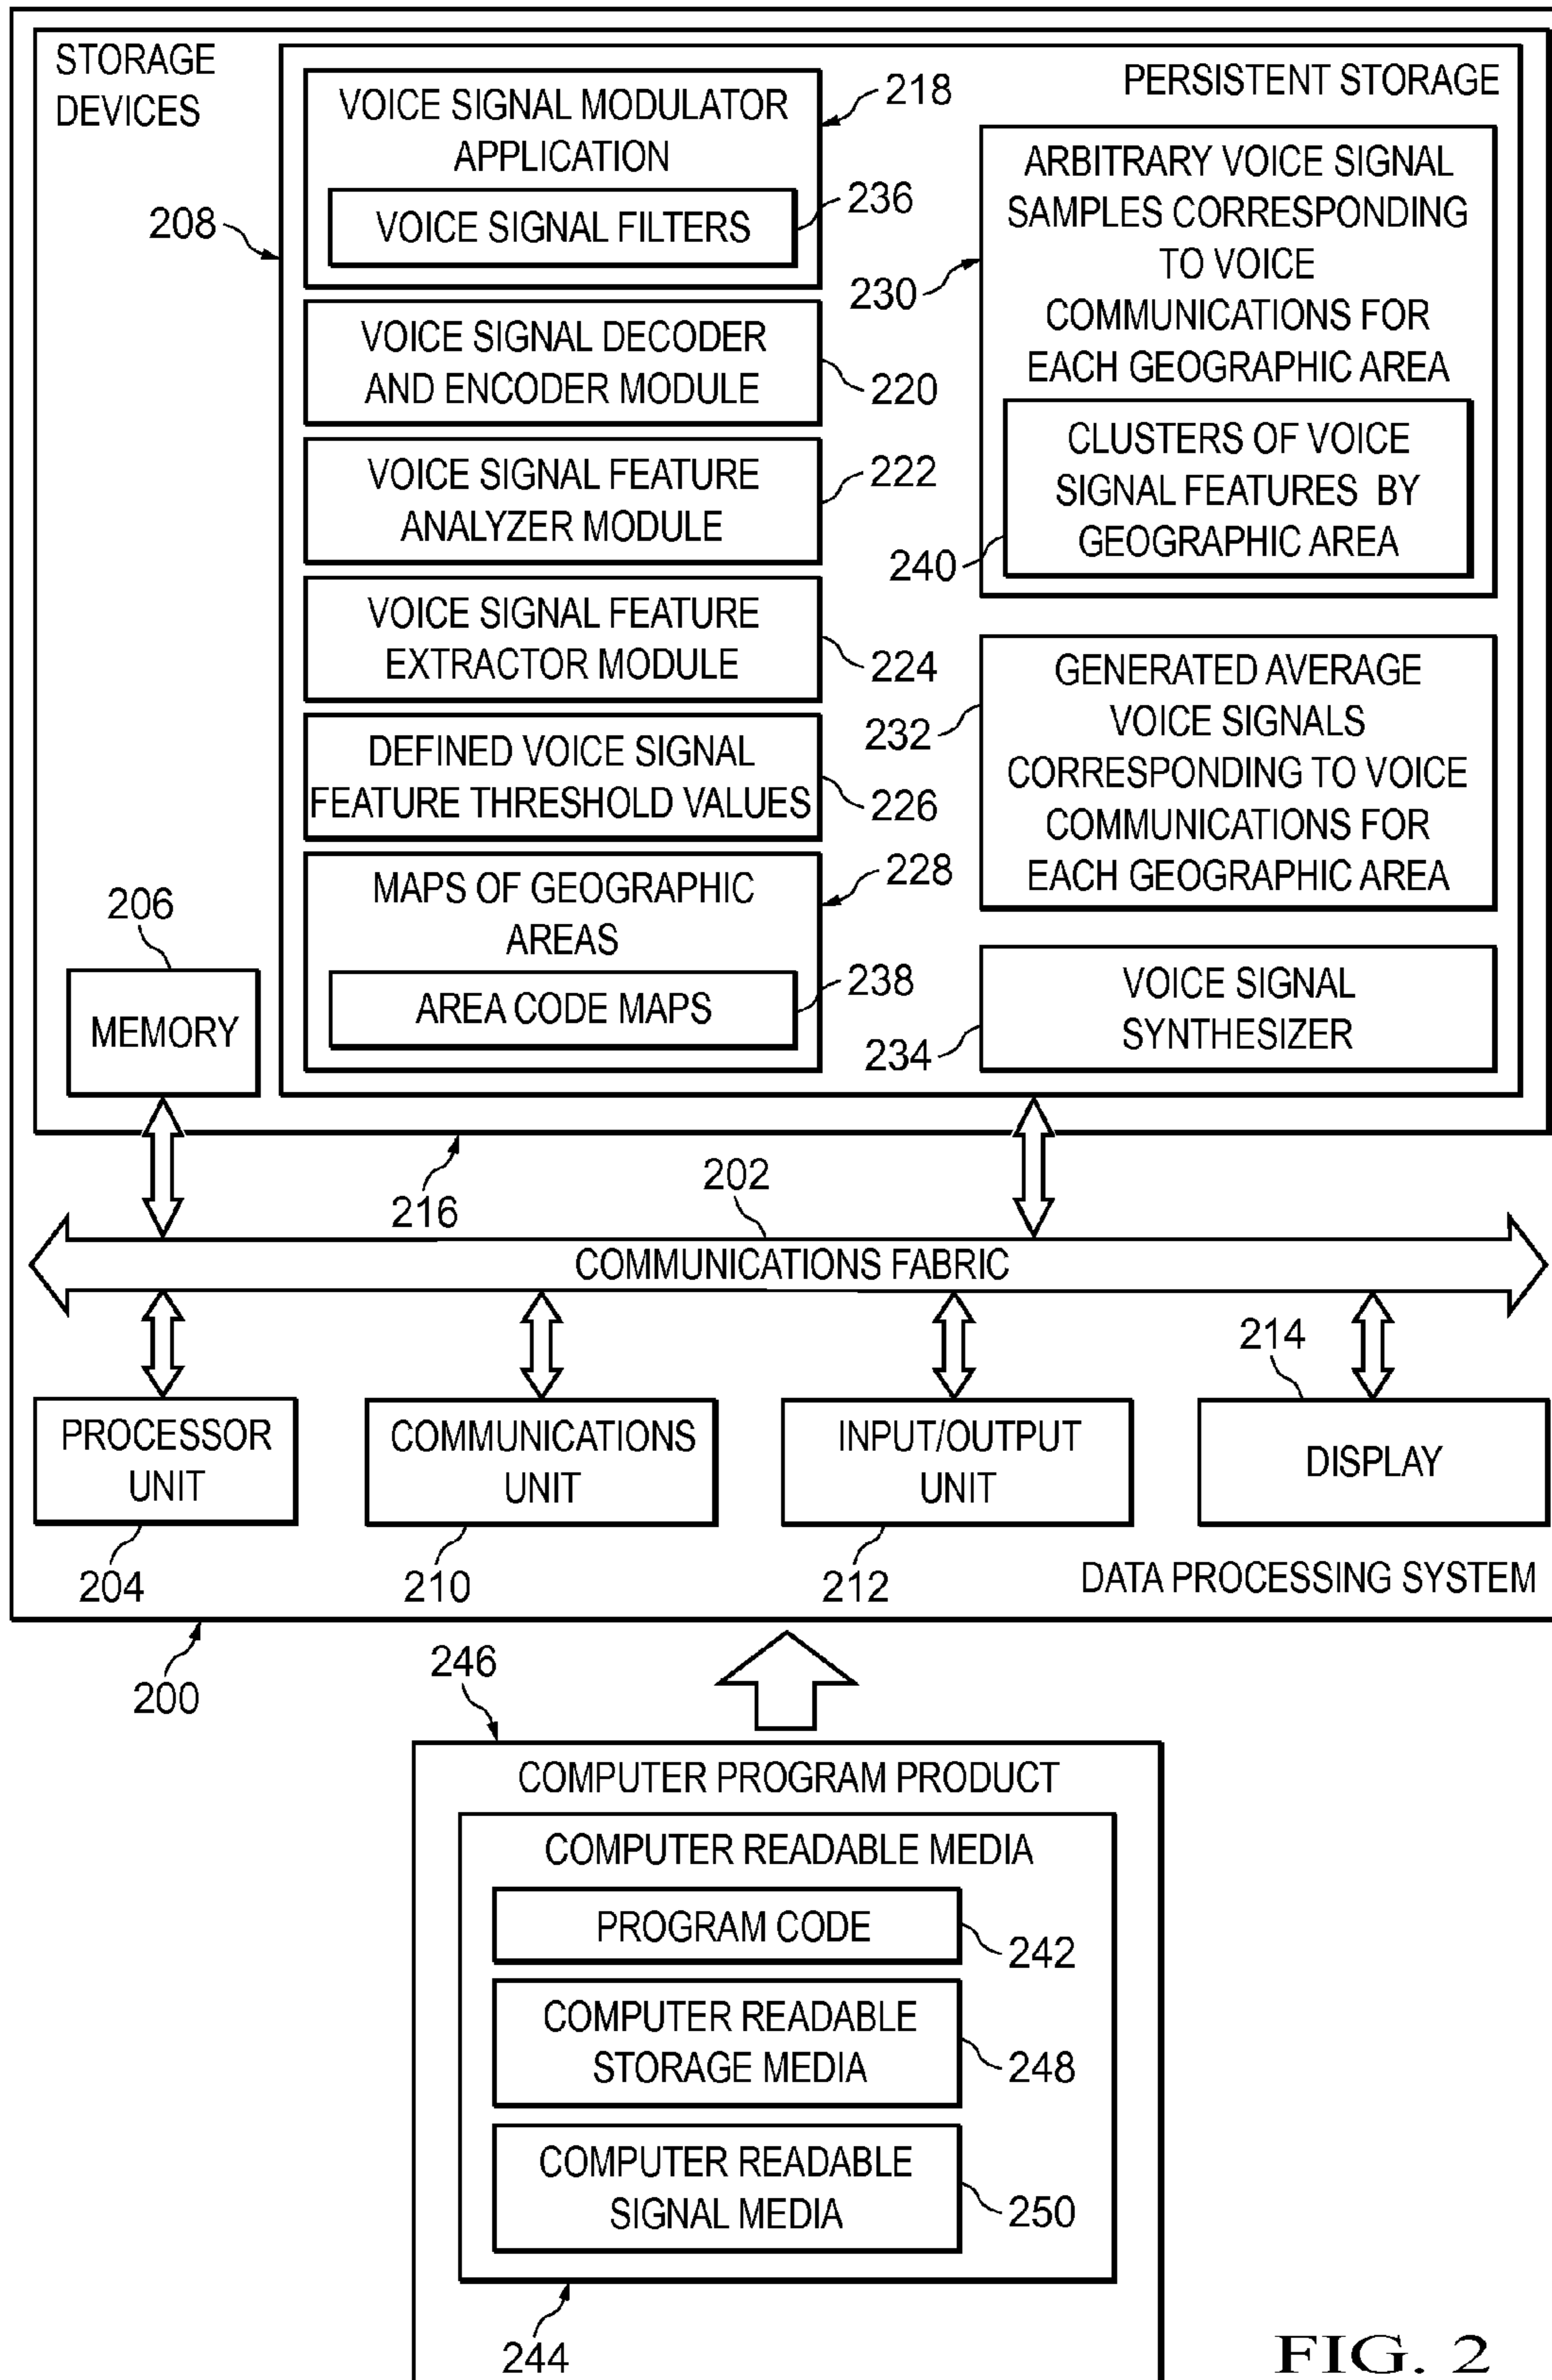 STORAGE
DEVICES
PERSISTENT STORAGE
208
VOICE SIGNAL MODULATOR
APPLICATION
218
VOICE SIGNAL FILTERS
236
VOICE SIGNAL DECODER
AND ENCODER MODULE
220
VOICE SIGNAL FEATURE
ANALYZER MODULE
222
VOICE SIGNAL FEATURE
EXTRACTOR MODULE
224
DEFINED VOICE SIGNAL
FEATURE THRESHOLD VALUES
226
MAPS OF GEOGRAPHIC
AREAS
228
AREA CODE MAPS
238
ARBITRARY VOICE SIGNAL
SAMPLES CORRESPONDING
TO VOICE
COMMUNICATIONS FOR
EACH GEOGRAPHIC AREA
230
CLUSTERS OF VOICE
SIGNAL FEATURES BY
GEOGRAPHIC AREA
240
GENERATED AVERAGE
VOICE SIGNALS
CORRESPONDING TO VOICE
COMMUNICATIONS FOR
EACH GEOGRAPHIC AREA
232
VOICE SIGNAL
SYNTHESIZER
234
206
MEMORY
216
202
COMMUNICATIONS FABRIC
PROCESSOR
UNIT
204
COMMUNICATIONS
UNIT
210
INPUT/OUTPUT
UNIT
212
214
DISPLAY
DATA PROCESSING SYSTEM
200
246
COMPUTER PROGRAM PRODUCT
COMPUTER READABLE MEDIA
PROGRAM CODE
242
COMPUTER READABLE
STORAGE MEDIA
248
COMPUTER READABLE
SIGNAL MEDIA
250
244
FIG. 2